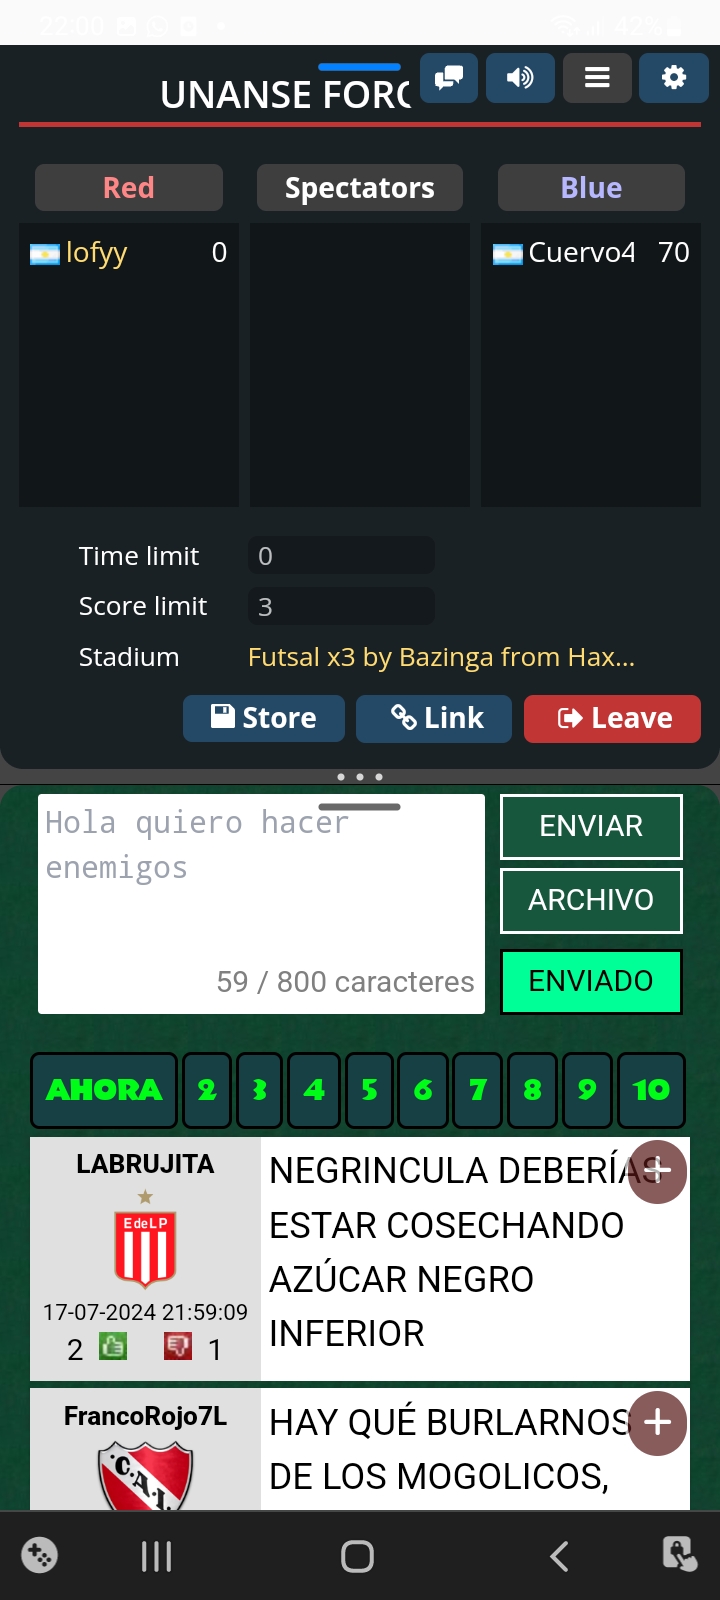 22:00
42%
UNANSE FORC
Red
Spectators
Blue
lofyy 0
Cuervo4 70
Time limit 0
Score limit 3
Stadium Futsal x3 by Bazinga from Hax...
Store
Link
Leave
Hola quiero hacer
enemigos
59 / 800 caracteres
ENVIAR
ARCHIVO
ENVIADO
AHORA 2 3 4 5 6 7 8 9 10
LABRUJITA
EdeLP
17-07-2024 21:59:09
2 1
NEGRINCULA DEBERÍAS
ESTAR COSECHANDO
AZÚCAR NEGRO
INFERIOR
FrancoRojo7L
C.A.I.
HAY QUÉ BURLARNOS
DE LOS MOGOLICOS,